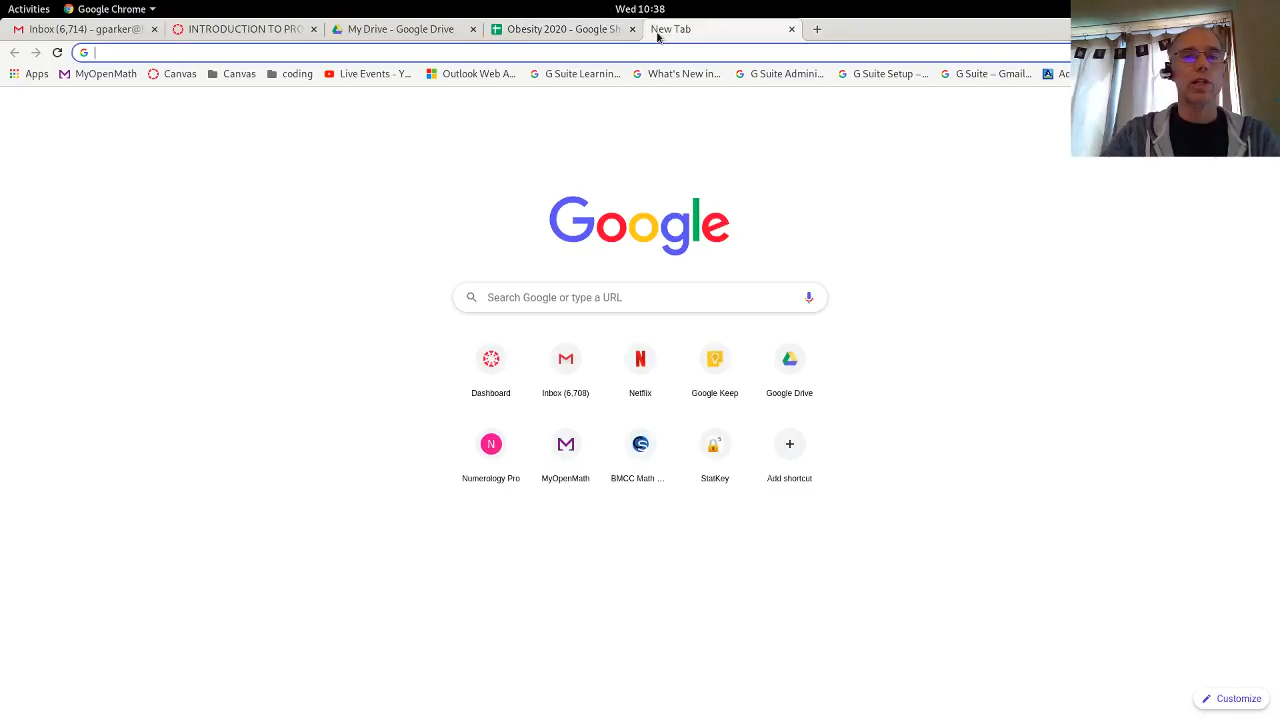 Activities Google Chrome Wed 10:38
Inbox (6,714) - gparker@ INTRODUCTION TO PRO My Drive - Google Drive Obesity 2020 - Google Sh New Tab
Apps MyOpenMath Canvas Canvas coding Live Events - Y... Outlook Web A... G Suite Learnin... What's New in... G Suite Admini... G Suite Setup –... G Suite – Gmail...
Google
Search Google or type a URL
Dashboard Inbox (6,708) Netflix Google Keep Google Drive
N
Numerology Pro MyOpenMath BMCC Math ... StatKey Add shortcut
Customize